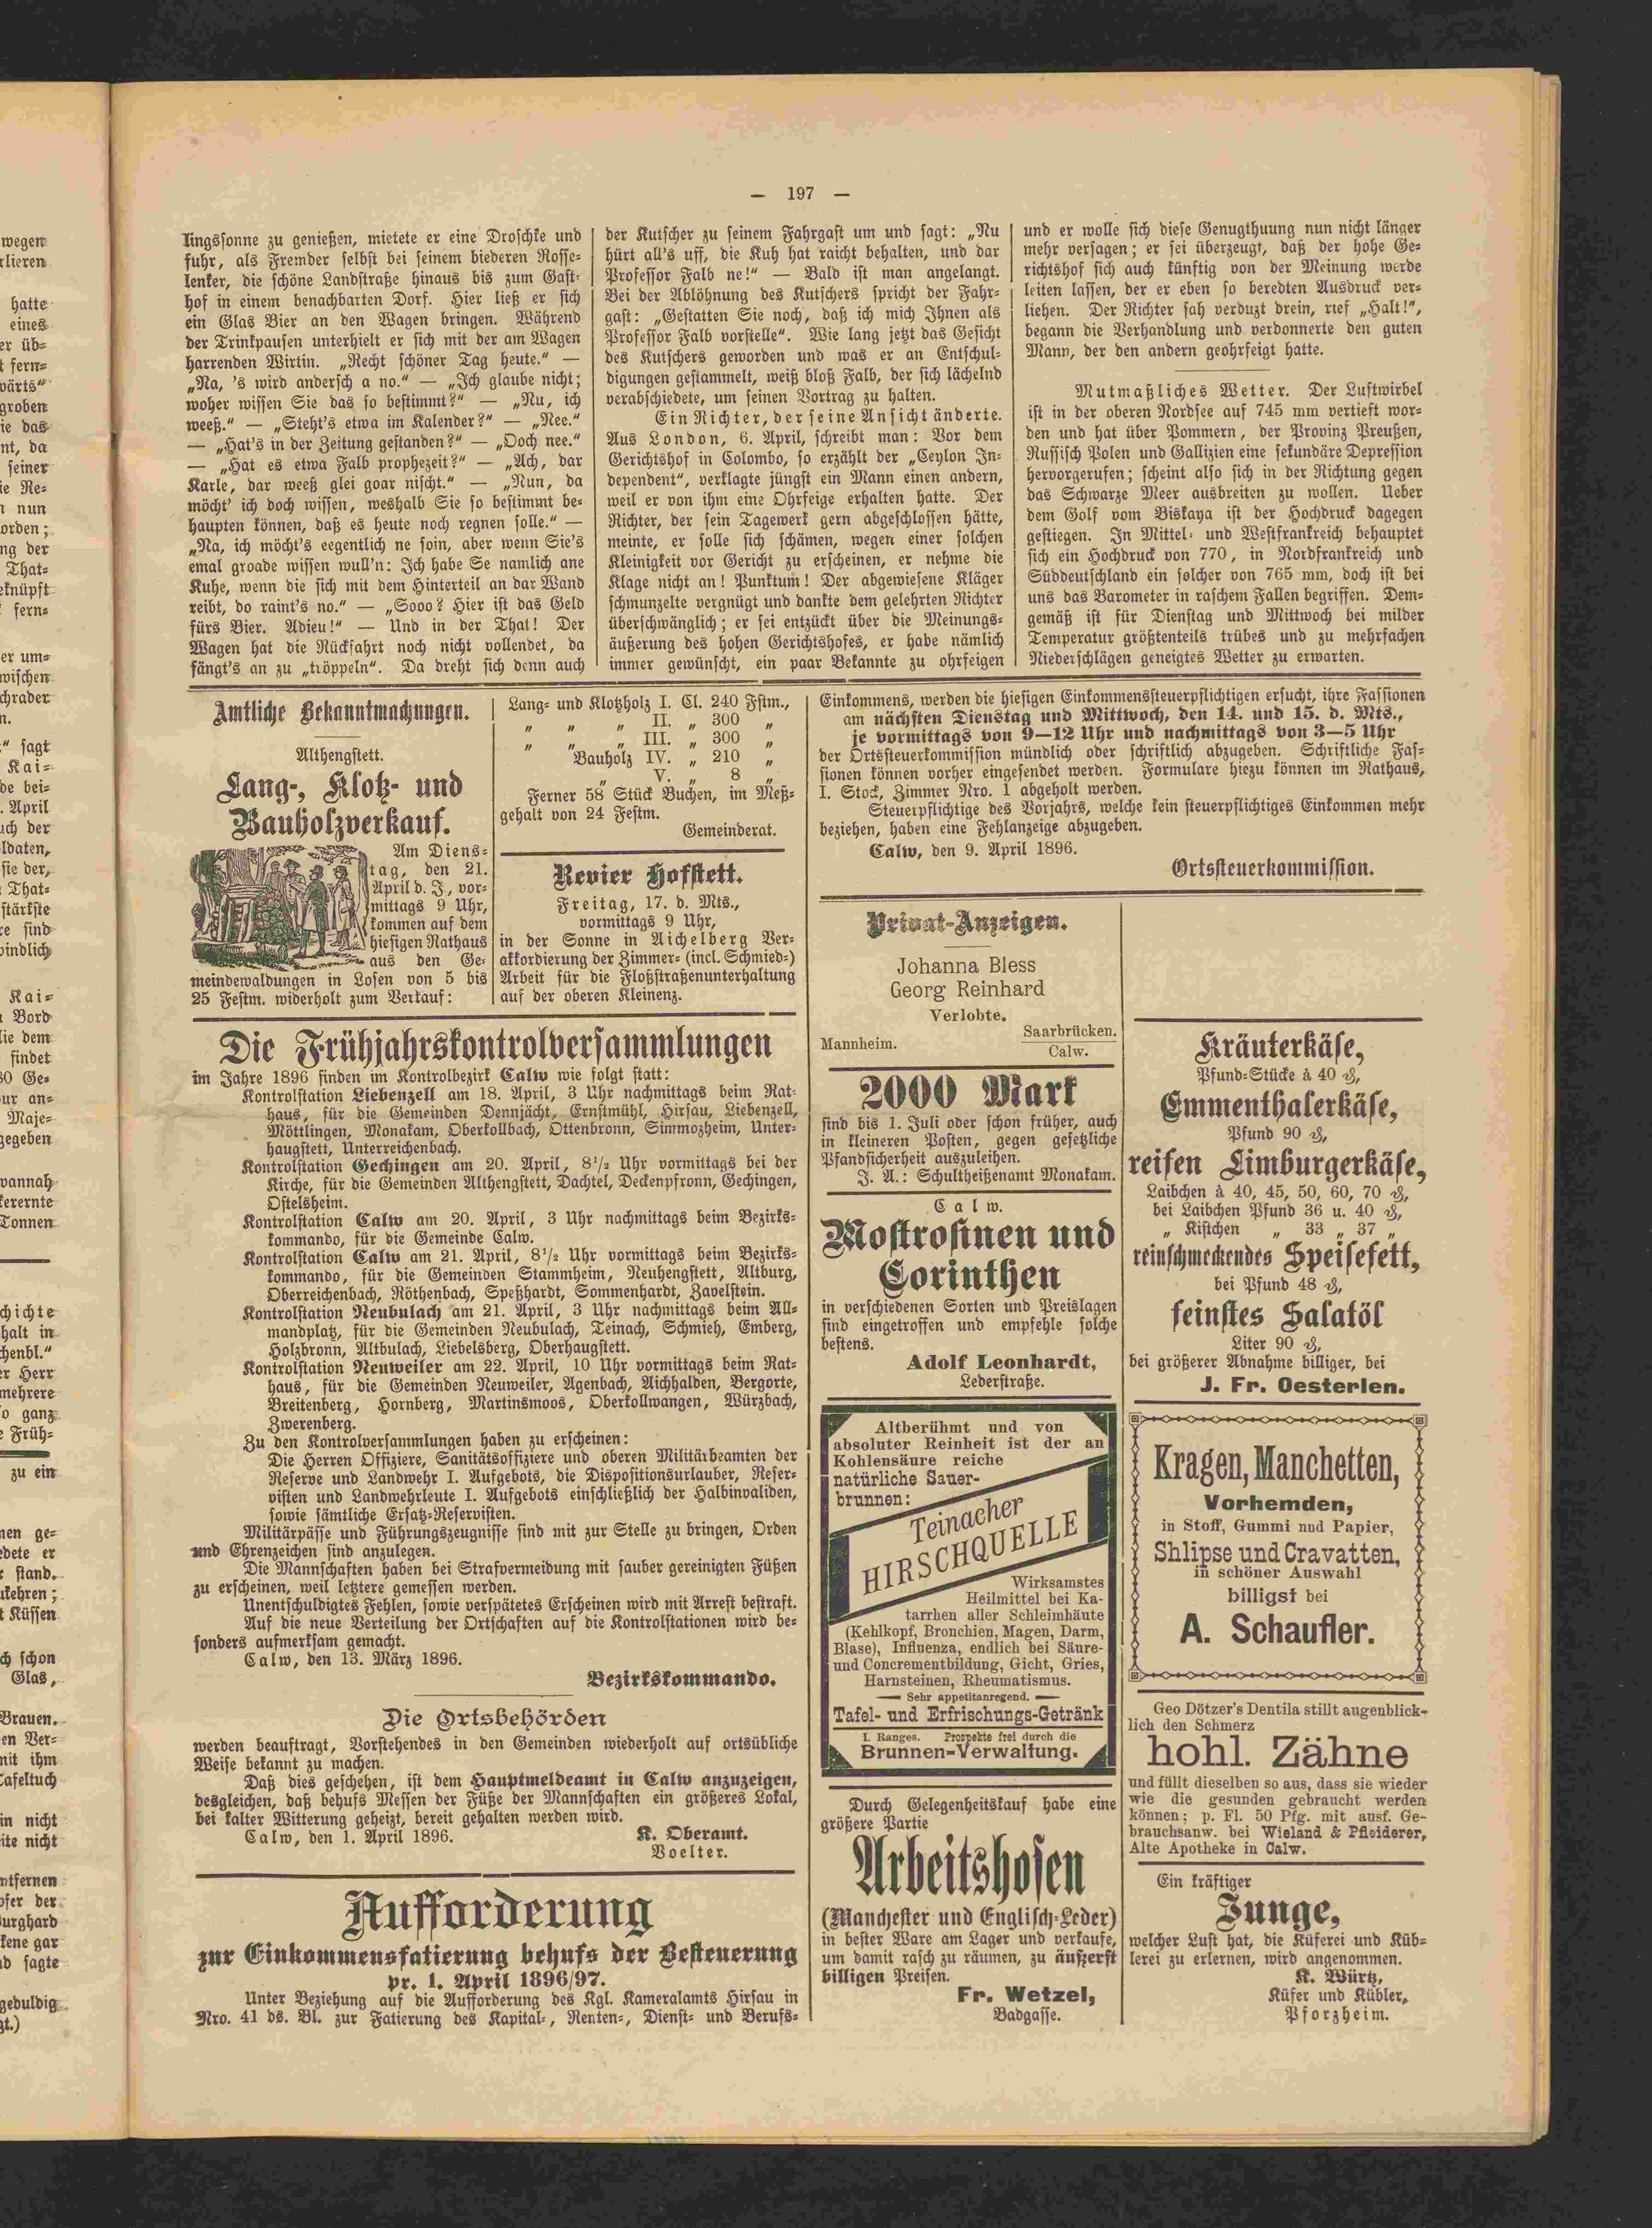 — 197 —
lingssonne zu genießen, mietete er eine Droschke und
fuhr, als Fremder selbst bei seinem biederen Rosse-
lenker, die schöne Landstraße hinaus bis zum Gast-
hof in einem benachbarten Dorf. Hier ließ er sich
ein Glas Bier an den Wagen bringen. Während
der Trinkpausen unterhielt er sich mit der am Wagen
harrenden Wirtin. „Recht schöner Tag heute.“ —
„Na, 's wird andersch a no.“ — „Ich glaube nicht;
woher wissen Sie das so bestimmt?“ — „Nu, ich
weeß.“ — „Steht's etwa im Kalender?“ — „Nee.“
— „Hat's in der Zeitung gestanden?“ — „Doch nee.“
— „Hat es etwa Falb prophezeit?“ — „Ach, dar
Karle, dar weeß glei goar nischt.“ — „Nun, da
möcht' ich doch wissen, weshalb Sie so bestimmt be-
haupten können, daß es heute noch regnen solle.“ —
„Na, ich möcht's eegentlich ne soin, aber wenn Sie's
emal groade wissen wull'n: Ich habe Se namlich ane
Kuhe, wenn die sich mit dem Hinterteil an dar Wand
reibt, do raint's no.“ — „Sooo? Hier ist das Geld
fürs Bier. Adieu!“ — Und in der That! Der
Wagen hat die Rückfahrt noch nicht vollendet, da
fängt's an zu „tröppeln“. Da dreht sich denn auch
der Kutscher zu seinem Fahrgast um und sagt: „Nu
hürt all's uff, die Kuh hat raicht behalten, und dar
Professor Falb ne!“ — Bald ist man angelangt.
Bei der Ablöhnung des Kutschers spricht der Fahr-
gast: „Gestatten Sie noch, daß ich mich Ihnen als
Professor Falb vorstelle“. Wie lang jetzt das Gesicht
des Kutschers geworden und was er an Entschul-
digungen gestammelt, weiß bloß Falb, der sich lächelnd
verabschiedete, um seinen Vortrag zu halten.
Ein Richter, der seine Ansicht änderte.
Aus London, 6. April, schreibt man: Vor dem
Gerichtshof in Colombo, so erzählt der „Ceylon In-
dependent“, verklagte jüngst ein Mann einen andern,
weil er von ihm eine Ohrfeige erhalten hatte. Der
Richter, der sein Tagewerk gern abgeschlossen hätte,
meinte, er solle sich schämen, wegen einer solchen
Kleinigkeit vor Gericht zu erscheinen, er nehme die
Klage nicht an! Punktum! Der abgewiesene Kläger
schmunzelte vergnügt und dankte dem gelehrten Richter
überschwänglich; er sei entzückt über die Meinungs-
äußerung des hohen Gerichtshofes, er habe nämlich
immer gewünscht, ein paar Bekannte zu ohrfeigen
und er wolle sich diese Genugthuung nun nicht länger
mehr versagen; er sei überzeugt, daß der hohe Ge-
richtshof sich auch künftig von der Meinung werde
leiten lassen, der er eben so beredten Ausdruck ver-
liehen. Der Richter sah verduzt drein, rief „Halt!“,
begann die Verhandlung und verdonnerte den guten
Mann, der den andern geohrfeigt hatte.
Mutmaßliches Wetter. Der Luftwirbel
ist in der oberen Nordsee auf 745 mm vertieft wor-
den und hat über Pommern, der Provinz Preußen,
Russisch Polen und Gallizien eine sekundäre Depression
hervorgerufen; scheint also sich in der Richtung gegen
das Schwarze Meer ausbreiten zu wollen. Ueber
dem Golf vom Biskaya ist der Hochdruck dagegen
gestiegen. In Mittel- und Westfrankreich behauptet
sich ein Hochdruck von 770, in Nordfrankreich und
Süddeutschland ein solcher von 765 mm, doch ist bei
uns das Barometer in raschem Fallen begriffen. Dem-
gemäß ist für Dienstag und Mittwoch bei milder
Temperatur größtenteils trübes und zu mehrfachen
Niederschlägen geneigtes Wetter zu erwarten.
Amtliche Bekanntmachungen.
Althengstett.
Lang-, Klotz- und
Bauholzverkauf.
Am Diens-
tag, den 21.
April d. J., vor-
mittags 9 Uhr,
kommen auf dem
hiesigen Rathaus
aus den Ge-
meindewaldungen in Losen von 5 bis
25 Festm. widerholt zum Verkauf:
Lang- und Klotzholz I. Cl. 240 Fstm.,
„ „ „ II. „ 300 „
„ „ „ III. „ 300 „
Bauholz IV. „ 210 „
„ V. „ 8 „
Ferner 58 Stück Buchen, im Meß-
gehalt von 24 Festm.
Gemeinderat.
Revier Hofstett.
Freitag, 17. d. Mts.,
vormittags 9 Uhr,
in der Sonne in Aichelberg Ver-
akkordierung der Zimmer- (incl. Schmied-)
Arbeit für die Floßstraßenunterhaltung
auf der oberen Kleinenz.
Die Frühjahrskontrolversammlungen
im Jahre 1896 finden im Kontrolbezirk Calw wie folgt statt:
Kontrolstation Liebenzell am 18. April, 3 Uhr nachmittags beim Rat-
haus, für die Gemeinden Dennjächt, Ernstmühl, Hirsau, Liebenzell,
Möttlingen, Monakam, Oberkollbach, Ottenbronn, Simmozheim, Unter-
haugstett, Unterreichenbach.
Kontrolstation Gechingen am 20. April, 8½ Uhr vormittags bei der
Kirche, für die Gemeinden Althengstett, Dachtel, Deckenpfronn, Gechingen,
Ostelsheim.
Kontrolstation Calw am 20. April, 3 Uhr nachmittags beim Bezirks-
kommando, für die Gemeinde Calw.
Kontrolstation Calw am 21. April, 8½ Uhr vormittags beim Bezirks-
kommando, für die Gemeinden Stammheim, Neuhengstett, Altburg,
Oberreichenbach, Röthenbach, Speßhardt, Sommenhardt, Zavelstein.
Kontrolstation Neubulach am 21. April, 3 Uhr nachmittags beim All-
mandplatz, für die Gemeinden Neubulach, Teinach, Schmieh, Emberg,
Holzbronn, Altbulach, Liebelsberg, Oberhaugstett.
Kontrolstation Neuweiler am 22. April, 10 Uhr vormittags beim Rat-
haus, für die Gemeinden Neuweiler, Agenbach, Aichhalden, Bergorte,
Breitenberg, Hornberg, Martinsmoos, Oberkollwangen, Würzbach,
Zwerenberg.
Zu den Kontrolversammlungen haben zu erscheinen:
Die Herren Offiziere, Sanitätsoffiziere und oberen Militärbeamten der
Reserve und Landwehr I. Aufgebots, die Dispositionsurlauber, Reser-
visten und Landwehrleute I. Aufgebots einschließlich der Halbinvaliden,
sowie sämtliche Ersatz-Reservisten.
Militärpässe und Führungszeugnisse sind mit zur Stelle zu bringen, Orden
und Ehrenzeichen sind anzulegen.
Die Mannschaften haben bei Strafvermeidung mit sauber gereinigten Füßen
zu erscheinen, weil letztere gemessen werden.
Unentschuldigtes Fehlen, sowie verspätetes Erscheinen wird mit Arrest bestraft.
Auf die neue Verteilung der Ortschaften auf die Kontrolstationen wird be-
sonders aufmerksam gemacht.
Calw, den 13. März 1896.
Bezirkskommando.
Die Ortsbehörden
werden beauftragt, Vorstehendes in den Gemeinden wiederholt auf ortsübliche
Weise bekannt zu machen.
Daß dies geschehen, ist dem Hauptmeldeamt in Calw anzuzeigen,
desgleichen, daß behufs Messen der Füße der Mannschaften ein größeres Lokal,
bei kalter Witterung geheizt, bereit gehalten werden wird.
Calw, den 1. April 1896.
K. Oberamt.
Voelter.
Aufforderung
zur Einkommensfatierung behufs der Besteuerung
pr. 1. April 1896/97.
Unter Beziehung auf die Aufforderung des Kgl. Kameralamts Hirsau in
Nro. 41 ds. Bl. zur Fatierung des Kapital-, Renten-, Dienst- und Berufs-
Einkommens, werden die hiesigen Einkommensteuerpflichtigen ersucht, ihre Fassionen
am nächsten Dienstag und Mittwoch, den 14. und 15. d. Mts.,
je vormittags von 9—12 Uhr und nachmittags von 3—5 Uhr
der Ortssteuerkommission mündlich oder schriftlich abzugeben. Schriftliche Fas-
sionen können vorher eingesendet werden. Formulare hiezu können im Rathaus,
I. Stock, Zimmer Nro. 1 abgeholt werden.
Steuerpflichtige des Vorjahrs, welche kein steuerpflichtiges Einkommen mehr
beziehen, haben eine Fehlanzeige abzugeben.
Calw, den 9. April 1896.
Ortssteuerkommission.
Privat-Anzeigen.
Johanna Bless
Georg Reinhard
Verlobte.
Mannheim.
Saarbrücken.
Calw.
2000 Mark
sind bis 1. Juli oder schon früher, auch
in kleineren Posten, gegen gesetzliche
Pfandsicherheit auszuleihen.
J. A.: Schultheißenamt Monakam.
Calw.
Mostrosinen und
Corinthen
in verschiedenen Sorten und Preislagen
sind eingetroffen und empfehle solche
bestens.
Adolf Leonhardt,
Lederstraße.
Altberühmt und von
absoluter Reinheit ist der an
Kohlensäure reiche
natürliche Sauer-
brunnen:
Teinacher
HIRSCHQUELLE
Wirksamstes
Heilmittel bei Ka-
tarrhen aller Schleimhäute
(Kehlkopf, Bronchien, Magen, Darm,
Blase), Influenza, endlich bei Säure-
und Concrementbildung, Gicht, Gries,
Harnsteinen, Rheumatismus.
— Sehr appetitanregend. —
Tafel- und Erfrischungs-Getränk
I. Ranges. Prospekte frei durch die
Brunnen-Verwaltung.
Durch Gelegenheitskauf habe eine
größere Partie
Arbeitshosen
(Manchester und Englisch-Leder)
in bester Ware am Lager und verkaufe,
um damit rasch zu räumen, zu äußerst
billigen Preisen.
Fr. Wetzel,
Badgasse.
Kräuterkäse,
Pfund-Stücke à 40 ₰,
Emmenthalerkäse,
Pfund 90 ₰,
reifen Limburgerkäse,
Laibchen à 40, 45, 50, 60, 70 ₰,
bei Laibchen Pfund 36 u. 40 ₰,
„ Kistchen „ 33 „ 37 „
reinschmeckendes Speisefett,
bei Pfund 48 ₰,
feinstes Salatöl
Liter 90 ₰,
bei größerer Abnahme billiger, bei
J. Fr. Oesterlen.
Kragen, Manchetten,
Vorhemden,
in Stoff, Gummi nud Papier,
Shlipse und Cravatten,
in schöner Auswahl
billigst bei
A. Schaufler.
Geo Dötzer's Dentila stillt augenblick-
lich den Schmerz
hohl. Zähne
und füllt dieselben so aus, dass sie wieder
wie die gesunden gebraucht werden
können; p. Fl. 50 Pfg. mit ausf. Ge-
brauchsanw. bei Wieland & Pfleiderer,
Alte Apotheke in Calw.
Ein kräftiger
Junge,
welcher Lust hat, die Küferei und Küb-
lerei zu erlernen, wird angenommen.
K. Würtz,
Küfer und Kübler,
Pforzheim.